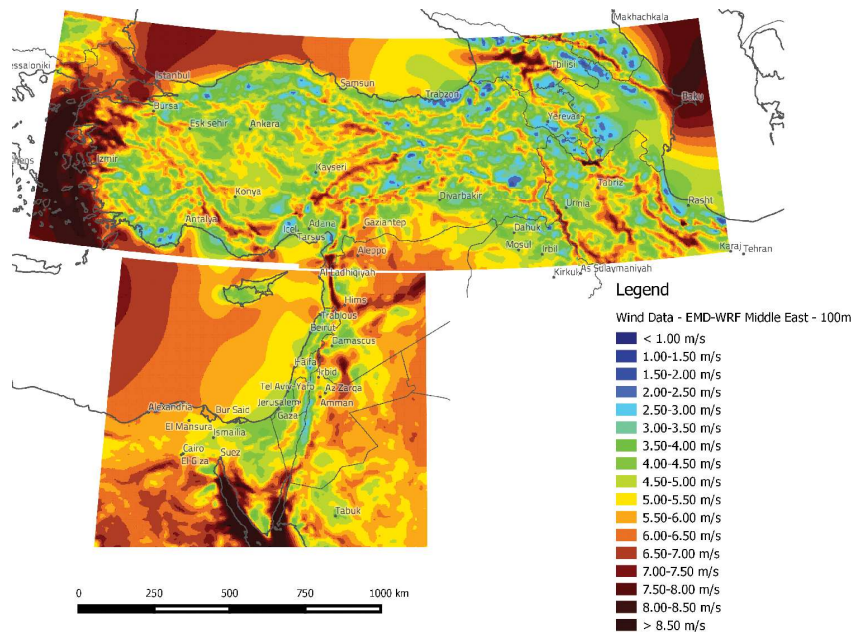 Makhachkala
essaloniki
Istanbul
Tbilisi
Samsun
Trabzon
Baku
Bursa
Eskisehir
Ankara
Yerevan
Izmir
Kayseri
Tabriz
Konya
Diyarbakir
Urmia
Rasht
Antalya
Icel
Adana
Gaziantep
Tarsus
Dahuk
Mosul
Irbil
Aleppo
Karaj
Tehran
Kirkuk
As Sulaymaniyah
Al Ladhiqiyah
Hims
Trablous
Beirut
Damascus
Haifa
Irbid
Tel Aviv-Yafo
Az Zarqa
Alexandria
Bur Said
Jerusalem
Amman
Gaza
El Mansura
Ismailia
Cairo
Suez
El Giza
Tabuk
Legend
Wind Data - EMD-WRF Middle East - 100m
< 1.00 m/s
1.00-1.50 m/s
1.50-2.00 m/s
2.00-2.50 m/s
2.50-3.00 m/s
3.00-3.50 m/s
3.50-4.00 m/s
4.00-4.50 m/s
4.50-5.00 m/s
5.00-5.50 m/s
5.50-6.00 m/s
6.00-6.50 m/s
6.50-7.00 m/s
7.00-7.50 m/s
7.50-8.00 m/s
8.00-8.50 m/s
> 8.50 m/s
0 250 500 750 1000 km